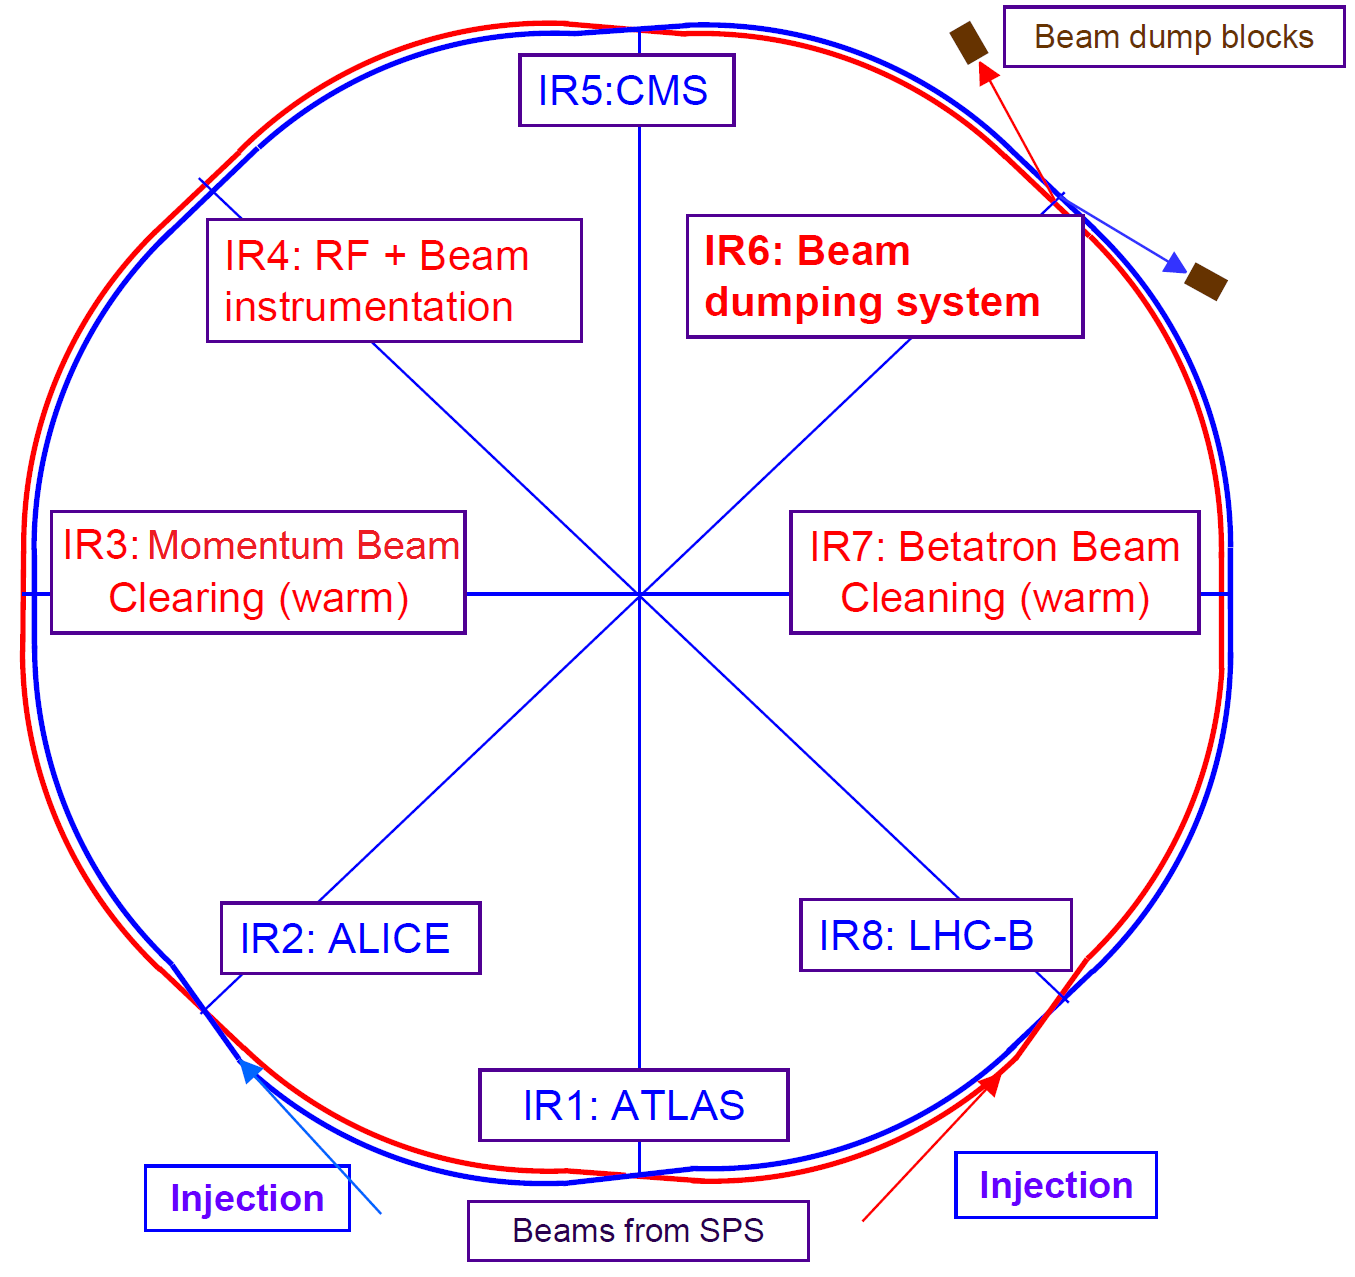 Beam dump blocks
IR5:CMS
IR4: RF + Beam
instrumentation
IR6: Beam
dumping system
IR3: Momentum Beam
Clearing (warm)
IR7: Betatron Beam
Cleaning (warm)
IR2: ALICE
IR8: LHC-B
IR1: ATLAS
Injection
Injection
Beams from SPS